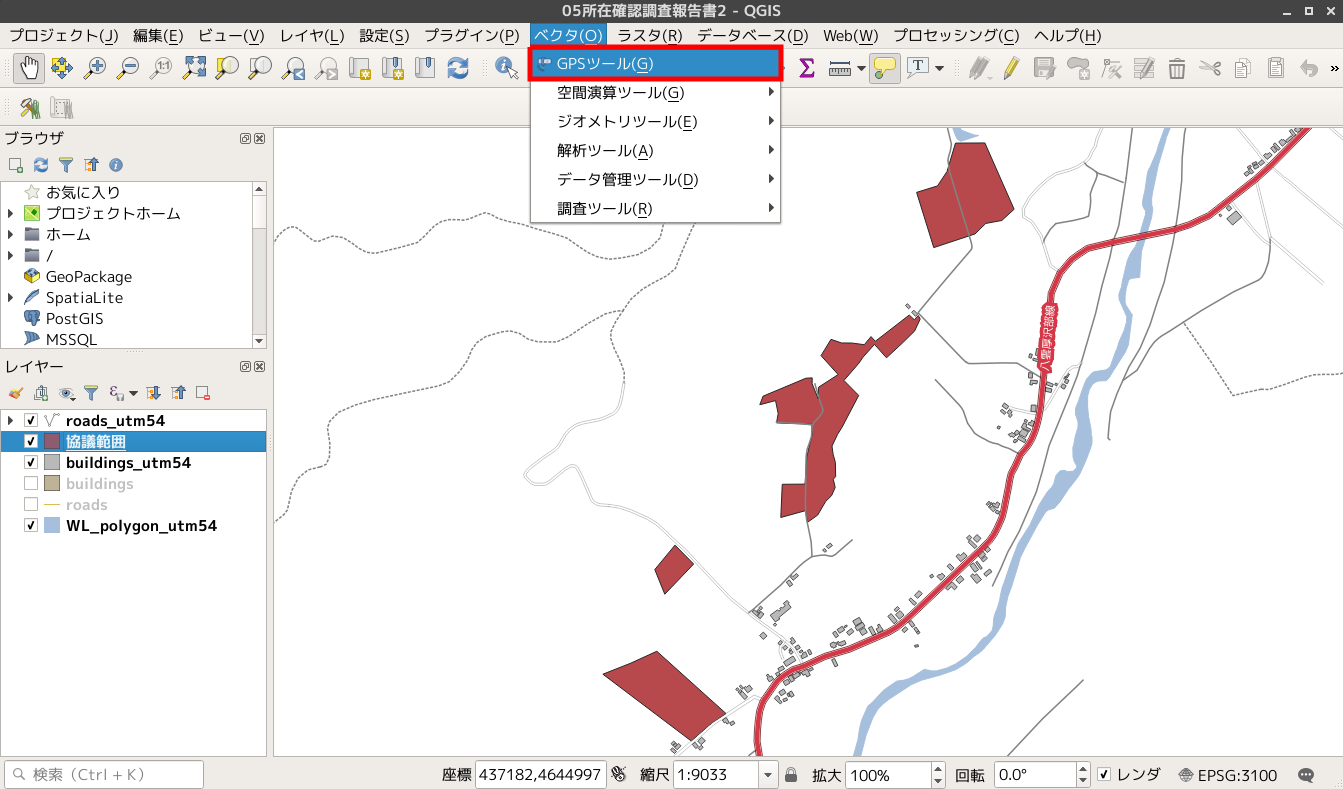 05所在確認調査報告書2 - QGIS
プロジェクト(J) 編集(E) ビュー(V) レイヤ(L) 設定(S) プラグイン(P) ベクタ(O) ラスタ(R) データベース(D) Web(W) プロセッシング(C) ヘルプ(H)
GPSツール(G)
空間演算ツール(G)
ジオメトリツール(E)
解析ツール(A)
データ管理ツール(D)
調査ツール(R)
ブラウザ
お気に入り
プロジェクトホーム
ホーム
/
GeoPackage
SpatiaLite
PostGIS
MSSQL
レイヤー
roads_utm54
協議範囲
buildings_utm54
buildings
roads
WL_polygon_utm54
八雲厚沢部線
検索（Ctrl + K） 座標 437182,4644997 縮尺 1:9033 拡大 100% 回転 0.0° レンダ EPSG:3100